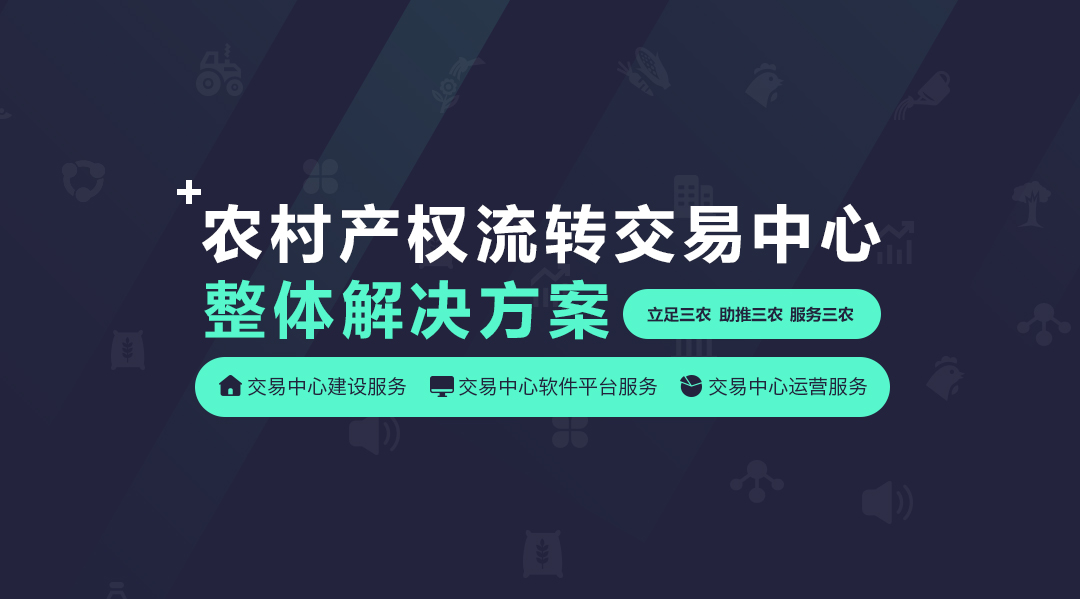 农村产权流转交易中心
整体解决方案
立足三农 助推三农 服务三农
交易中心建设服务 交易中心软件平台服务 交易中心运营服务